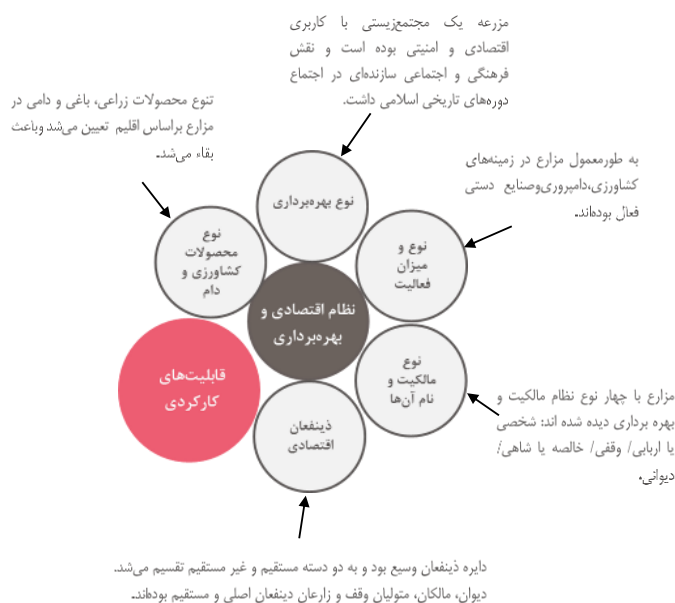 مزرعه یک مجتمع‌زیستی با کاربری
اقتصادی و امنیتی بوده است و نقش
فرهنگی و اجتماعی سازنده‌ای در اجتماع
دوره‌های تاریخی اسلامی داشت.
تنوع محصولات زراعی، باغی و دامی در
مزارع براساس اقلیم تعیین می‌شد وباعث
بقاء می‌شد.
به طورمعمول مزارع در زمینه‌های
کشاورزی،دامپروری‌وصنایع دستی
فعال بوده‌اند.
نوع بهره‌برداری
نوع
محصولات
کشاورزی و
دام
نوع و
میزان
فعالیت
نظام اقتصادی و
بهره‌برداری
قابلیت‌های
کارکردی
نوع
مالکیت و
نام آن‌ها
ذینفعان
اقتصادی
مزارع با چهار نوع نظام مالکیت و
بهره برداری دیده شده اند: شخصی
یا اربابی/ وقفی/ خالصه یا شاهی/
دیوانی.
دایره ذینفعان وسیع بود و به دو دسته مستقیم و غیر مستقیم تقسیم می‌شد.
دیوان، مالکان، متولیان وقف و زارعان دینفعان اصلی و مستقیم بوده‌اند.